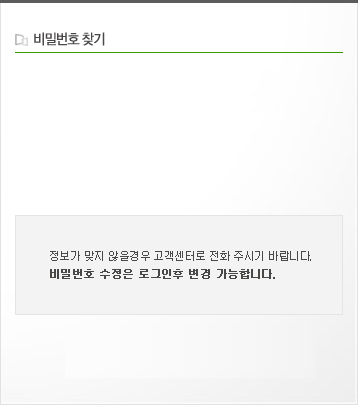 비밀번호 찾기
정보가 맞지 않을경우 고객센터로 전화 주시기 바랍니다.
비밀번호 수정은 로그인후 변경 가능합니다.